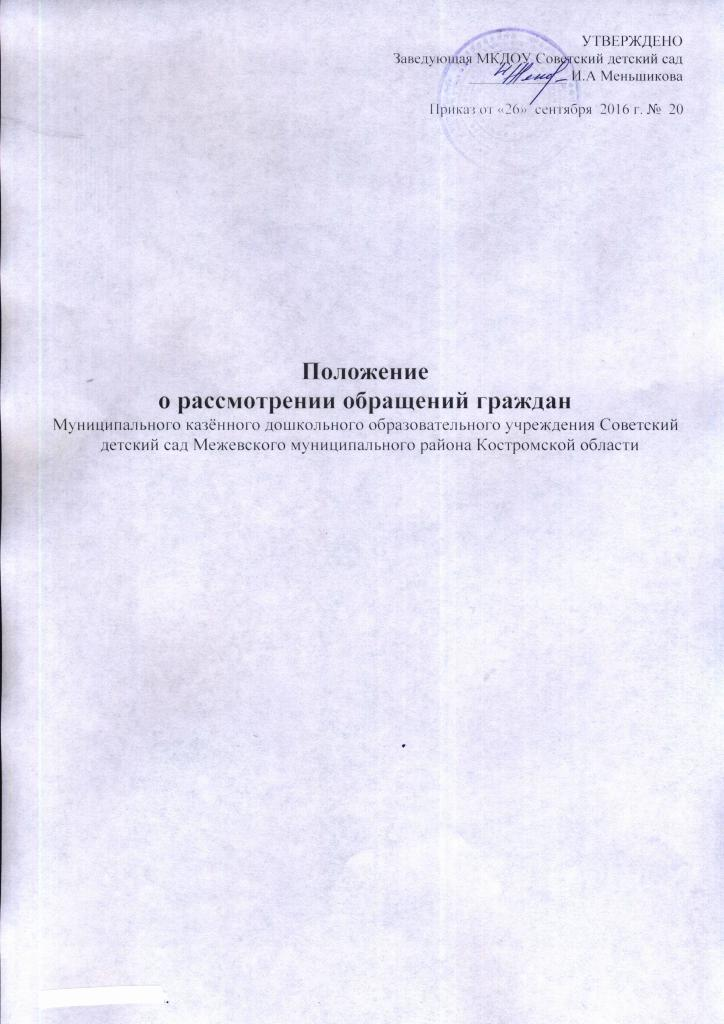 УТВЕРЖДЕНО
Заведующая МКДОУ Советский детский сад
И.А Меньшикова
Приказ от «26» сентября 2016 г. № 20
Положение
о рассмотрении обращений граждан
Муниципального казённого дошкольного образовательного учреждения Советский
детский сад Межевского муниципального района Костромской области